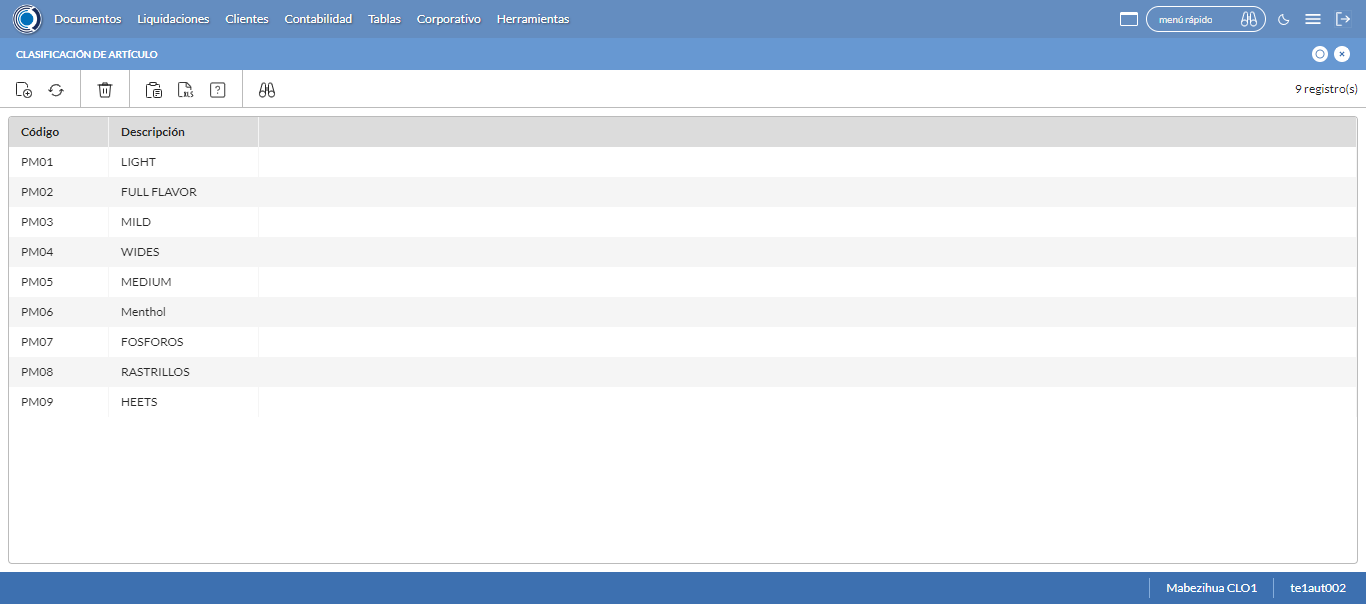 Documentos Liquidaciones Clientes Contabilidad Tablas Corporativo Herramientas menú rápido
CLASIFICACIÓN DE ARTÍCULO
XLS ? 9 registro(s)
Código Descripción
PM01 LIGHT
PM02 FULL FLAVOR
PM03 MILD
PM04 WIDES
PM05 MEDIUM
PM06 Menthol
PM07 FOSFOROS
PM08 RASTRILLOS
PM09 HEETS
Mabezihua CLO1 te1aut002